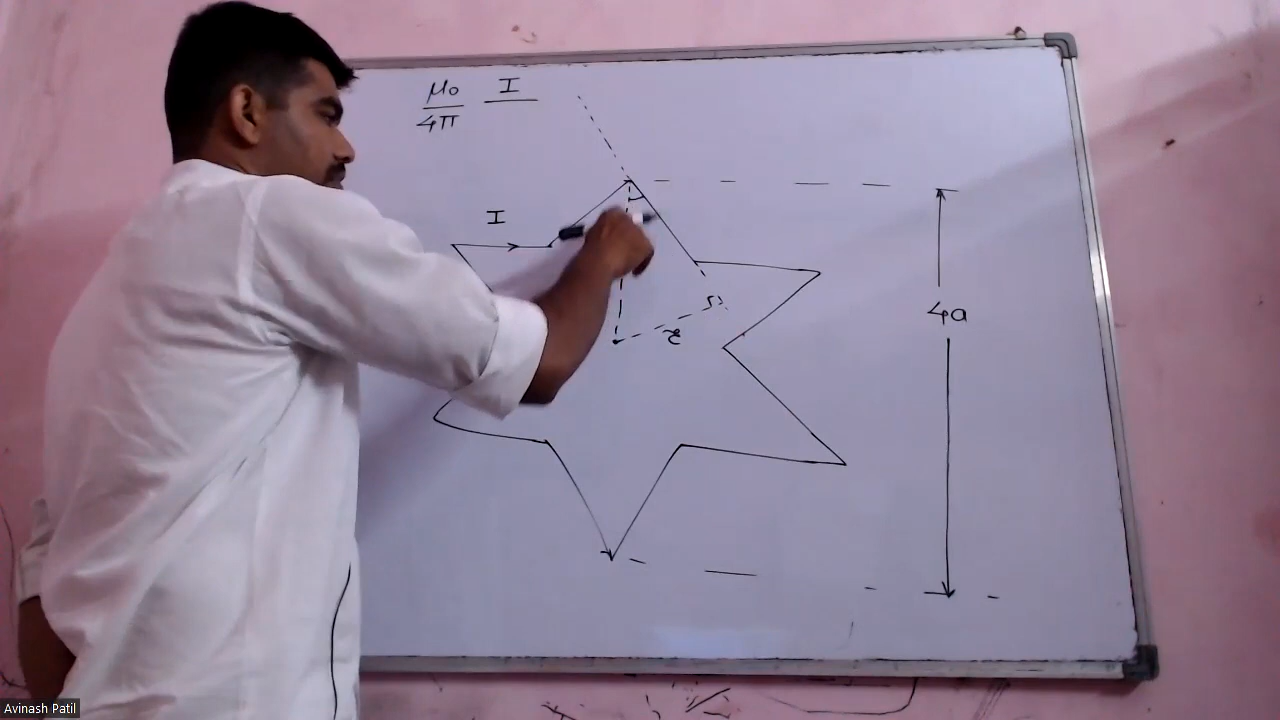 μ₀ I
4π
I
r
4a
Avinash Patil